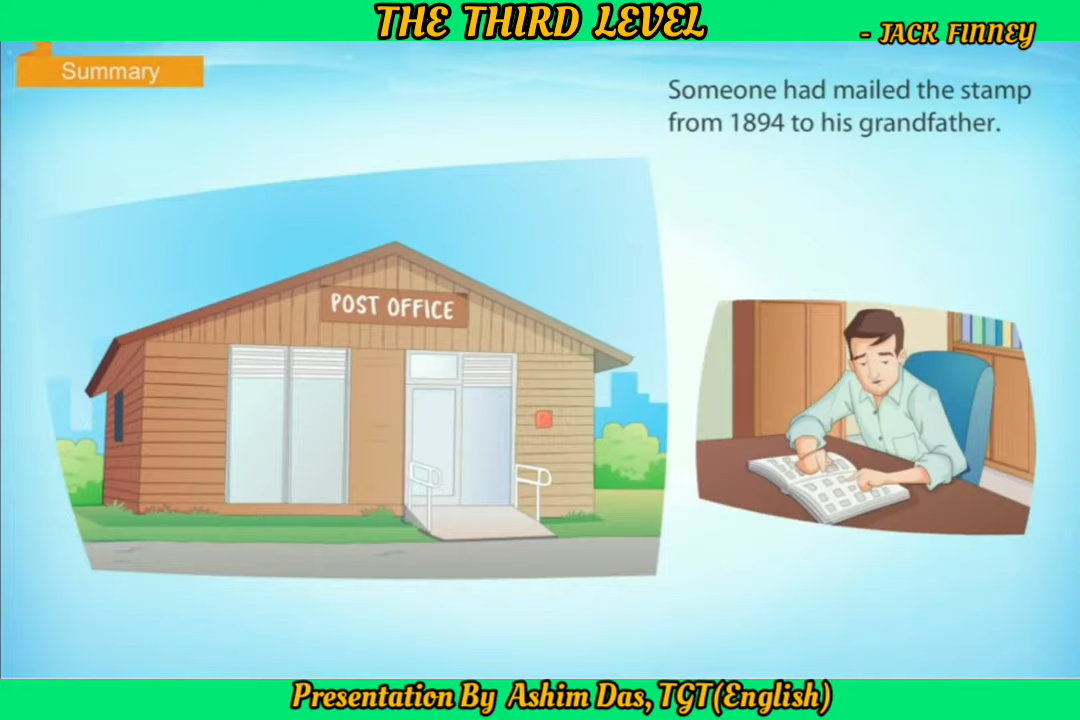 THE THIRD LEVEL
- JACK FINNEY
Summary
Someone had mailed the stamp
from 1894 to his grandfather.
POST OFFICE
Presentation By Ashim Das, TGT(English)